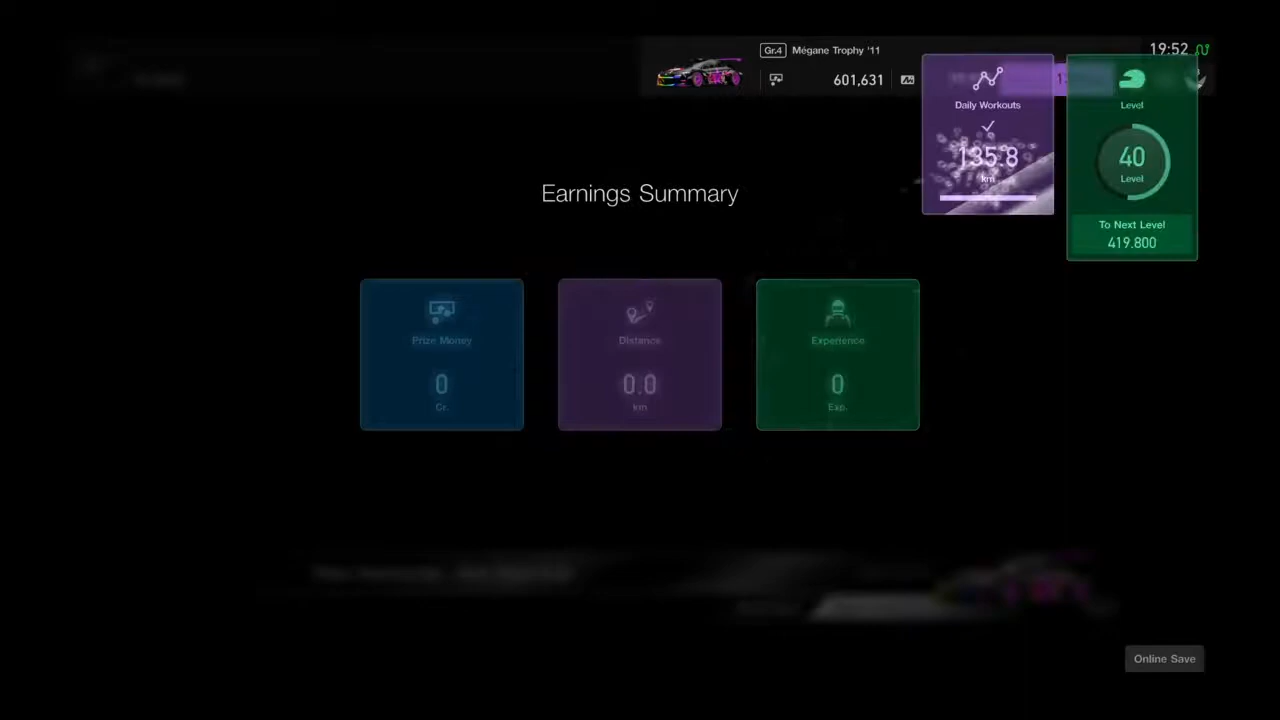 Gr.4 Mégane Trophy '11
19:52
601,631
Daily Workouts
135.8
km
Level
40
Level
To Next Level
419.800
Earnings Summary
Prize Money
0
Cr.
Distance
0.0
km
Experience
0
Exp.
Online Save